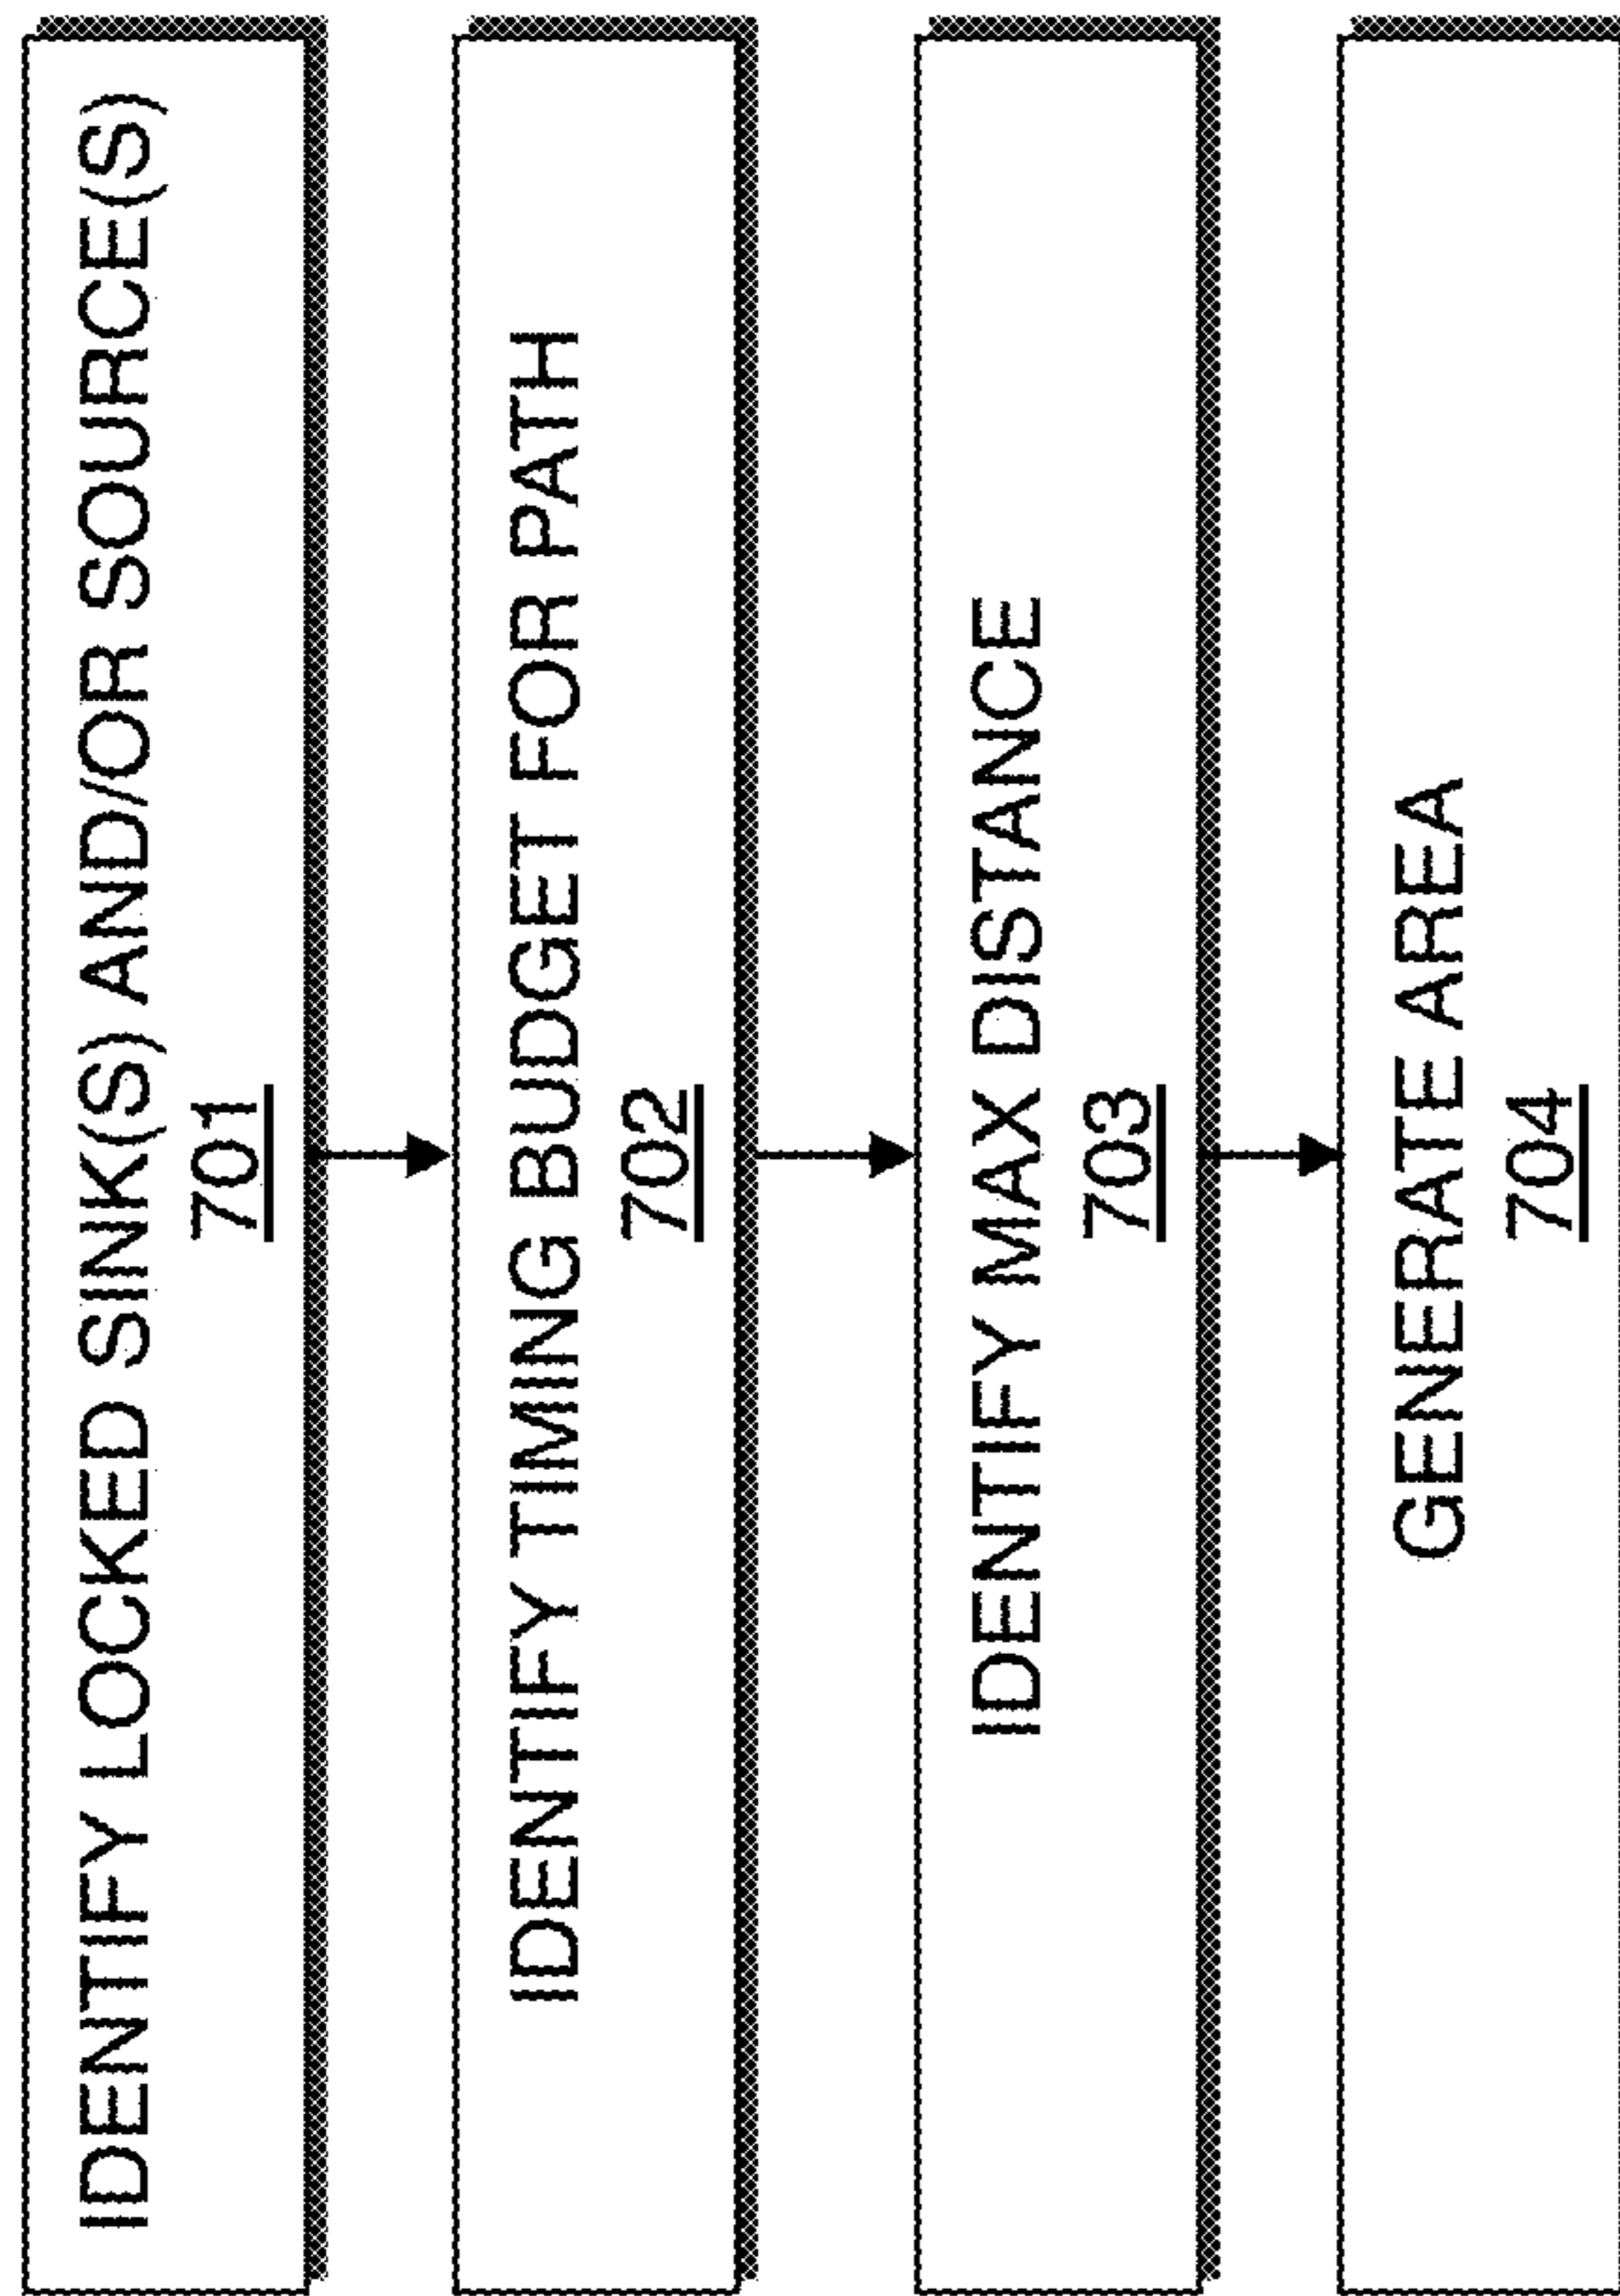 IDENTIFY LOCKED SINK(S) AND/OR SOURCE(S)
701
IDENTIFY TIMING BUDGET FOR PATH
702
IDENTIFY MAX DISTANCE
703
GENERATE AREA
704